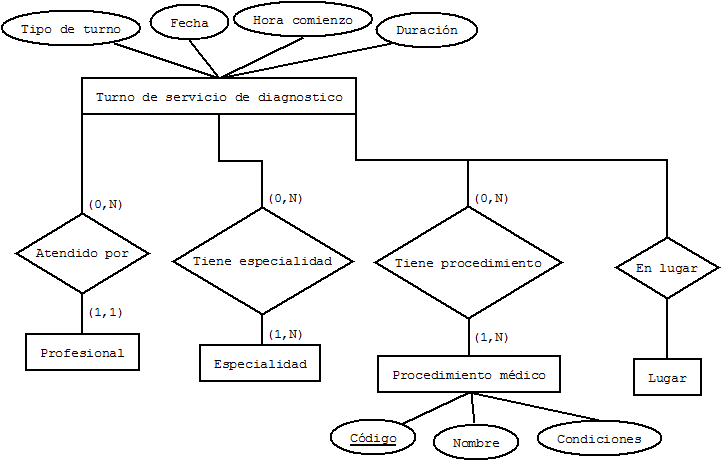 Tipo de turno
Fecha
Hora comienzo
Duración
Turno de servicio de diagnostico
(0,N)
(0,N)
(0,N)
Atendido por
Tiene especialidad
Tiene procedimiento
En lugar
(1,1)
(1,N)
(1,N)
Profesional
Especialidad
Procedimiento médico
Lugar
Código
Nombre
Condiciones